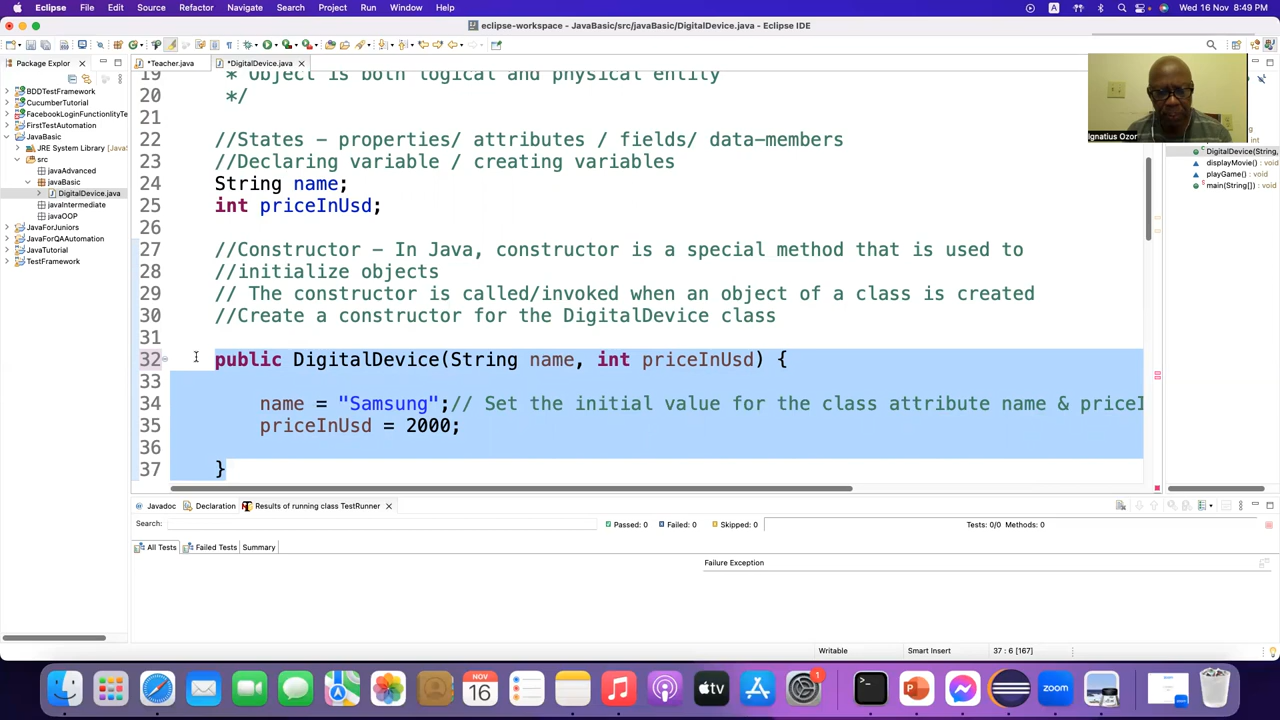 Eclipse File Edit Source Refactor Navigate Search Project Run Window Help
A
Wed 16 Nov 8:49 PM
eclipse-workspace - JavaBasic/src/javaBasic/DigitalDevice.java - Eclipse IDE
Package Explor
*Teacher.java
*DigitalDevice.java
BDDTestFramework
CucumberTutorial
FacebookLoginFunctionlityTe
FirstTestAutomation
JavaBasic
JRE System Library [Java
src
javaAdvanced
javaBasic
DigitalDevice.java
javaIntermediate
javaOOP
JavaForJuniors
JavaForQAAutomation
JavaTutorial
TestFramework
19 * Object is both logical and physical entity
20 */
21
22 //States - properties/ attributes / fields/ data-members
23 //Declaring variable / creating variables
24 String name;
25 int priceInUsd;
26
27 //Constructor - In Java, constructor is a special method that is used to
28 //initialize objects
29 // The constructor is called/invoked when an object of a class is created
30 //Create a constructor for the DigitalDevice class
31
32 public DigitalDevice(String name, int priceInUsd) {
33
34 name = "Samsung";// Set the initial value for the class attribute name & priceI
35 priceInUsd = 2000;
36
37 }
Ignatius Ozor
DigitalDevice(String,
displayMovie() : void
playGame() : void
main(String[]) : void
Javadoc
Declaration
Results of running class TestRunner
Search:
Passed: 0
Failed: 0
Skipped: 0
Tests: 0/0 Methods: 0
All Tests
Failed Tests
Summary
Failure Exception
Writable
Smart Insert
37 : 6 [167]
NOV
16
tv
1
zoom